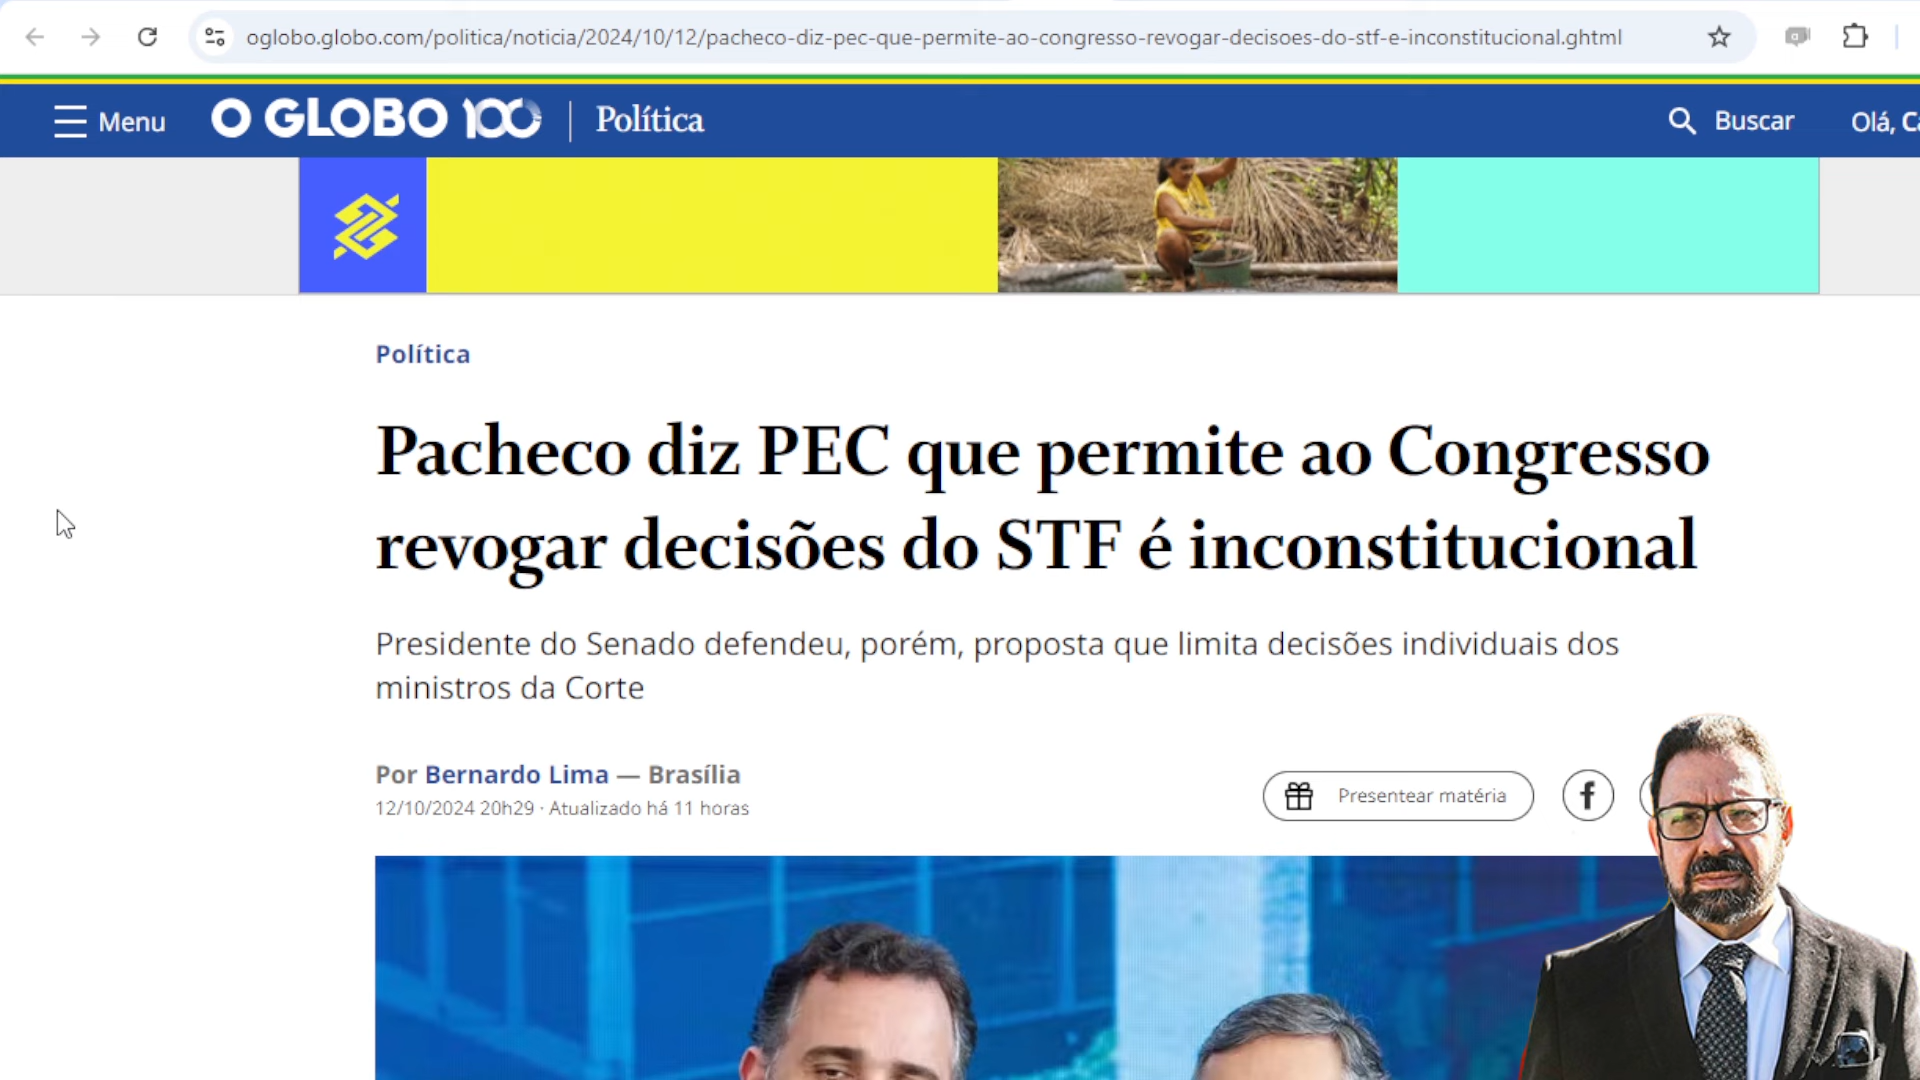 oglobo.globo.com/politica/noticia/2024/10/12/pacheco-diz-pec-que-permite-ao-congresso-revogar-decisoes-do-stf-e-inconstitucional.ghtml
Menu O GLOBO 100 Política Buscar Olá, Ca
Política
Pacheco diz PEC que permite ao Congresso
revogar decisões do STF é inconstitucional
Presidente do Senado defendeu, porém, proposta que limita decisões individuais dos
ministros da Corte
Por Bernardo Lima — Brasília
12/10/2024 20h29 · Atualizado há 11 horas
Presentear matéria